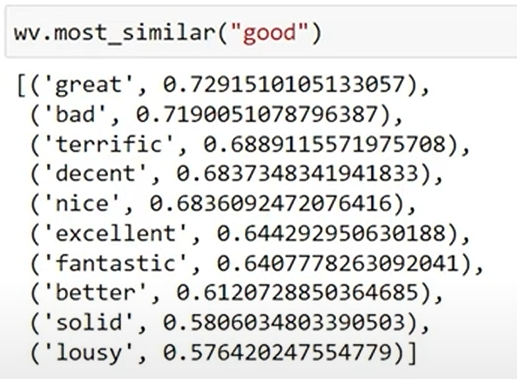 wv.most_similar("good")
[('great', 0.7291510105133057),
('bad', 0.7190051078796387),
('terrific', 0.6889115571975708),
('decent', 0.6837348341941833),
('nice', 0.6836092472076416),
('excellent', 0.644292950630188),
('fantastic', 0.6407778263092041),
('better', 0.6120728850364685),
('solid', 0.5806034803390503),
('lousy', 0.576420247554779)]